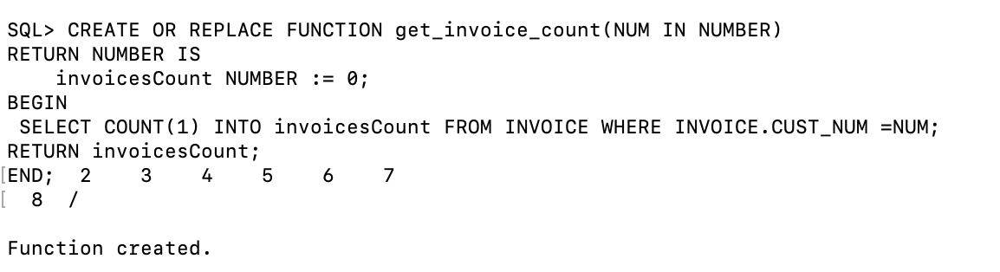 SQL> CREATE OR REPLACE FUNCTION get_invoice_count(NUM IN NUMBER)
RETURN NUMBER IS
    invoicesCount NUMBER := 0;
BEGIN
 SELECT COUNT(1) INTO invoicesCount FROM INVOICE WHERE INVOICE.CUST_NUM =NUM;
RETURN invoicesCount;
[END;  2    3    4    5    6    7
[  8  /
Function created.